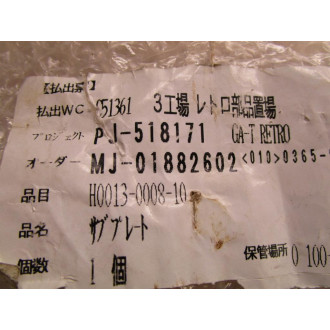 【払出票】
払出WC C51361 3工場 レトロ部品置場
プロジェクト PJ-518171 GA-T RETRO
オーダー MJ-01882602 <010>0365-
品目 H0013-0008-10
品名 サブプレート
個数 1 個 保管場所 0 100-